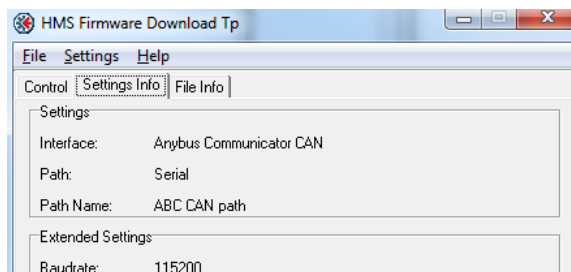 HMS Firmware Download Tp
File Settings Help
Control Settings Info File Info
Settings
Interface: Anybus Communicator CAN
Path: Serial
Path Name: ABC CAN path
Extended Settings
Baudrate: 115200